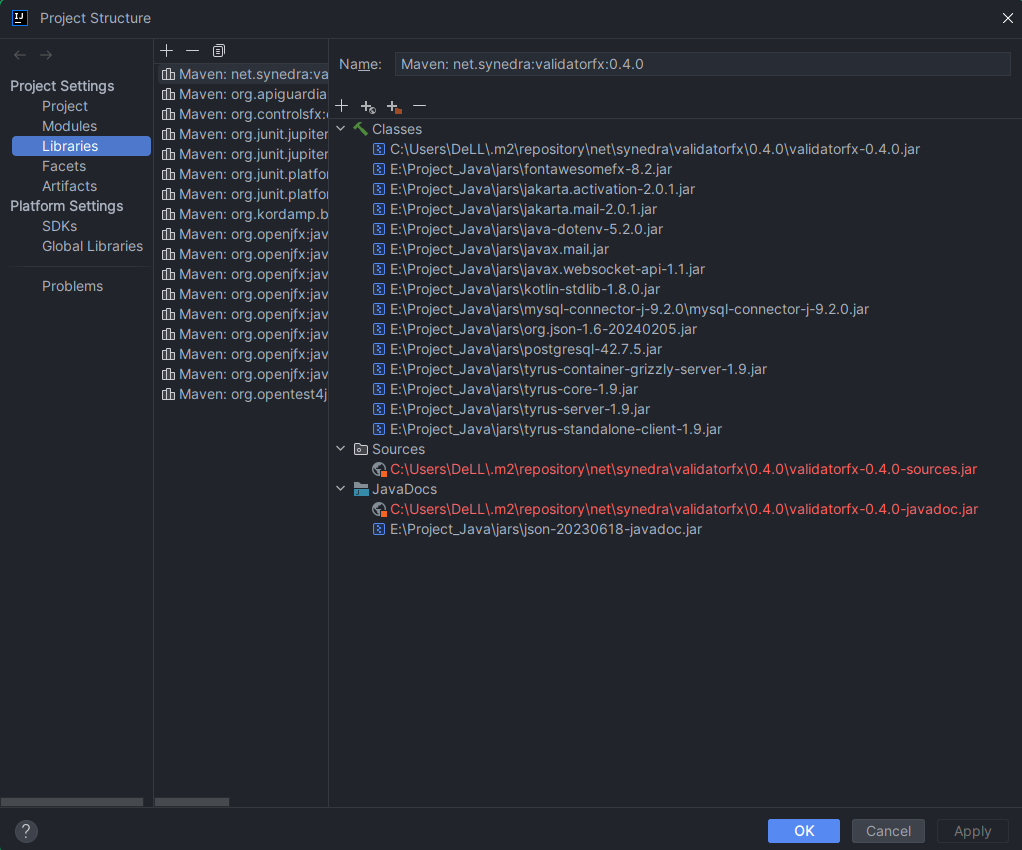 Project Structure
Project Settings
Project
Modules
Libraries
Facets
Artifacts
Platform Settings
SDKs
Global Libraries
Problems
Maven: net.synedra:va
Maven: org.apiguardia
Maven: org.controlsfx:
Maven: org.junit.jupiter
Maven: org.junit.jupiter
Maven: org.junit.platfor
Maven: org.junit.platfor
Maven: org.kordamp.b
Maven: org.openjfx:jav
Maven: org.openjfx:jav
Maven: org.openjfx:jav
Maven: org.openjfx:jav
Maven: org.openjfx:jav
Maven: org.openjfx:jav
Maven: org.openjfx:jav
Maven: org.openjfx:jav
Maven: org.opentest4j
Name: Maven: net.synedra:validatorfx:0.4.0
Classes
C:\Users\DeLL\.m2\repository\net\synedra\validatorfx\0.4.0\validatorfx-0.4.0.jar
E:\Project_Java\jars\fontawesomefx-8.2.jar
E:\Project_Java\jars\jakarta.activation-2.0.1.jar
E:\Project_Java\jars\jakarta.mail-2.0.1.jar
E:\Project_Java\jars\java-dotenv-5.2.0.jar
E:\Project_Java\jars\javax.mail.jar
E:\Project_Java\jars\javax.websocket-api-1.1.jar
E:\Project_Java\jars\kotlin-stdlib-1.8.0.jar
E:\Project_Java\jars\mysql-connector-j-9.2.0\mysql-connector-j-9.2.0.jar
E:\Project_Java\jars\org.json-1.6-20240205.jar
E:\Project_Java\jars\postgresql-42.7.5.jar
E:\Project_Java\jars\tyrus-container-grizzly-server-1.9.jar
E:\Project_Java\jars\tyrus-core-1.9.jar
E:\Project_Java\jars\tyrus-server-1.9.jar
E:\Project_Java\jars\tyrus-standalone-client-1.9.jar
Sources
C:\Users\DeLL\.m2\repository\net\synedra\validatorfx\0.4.0\validatorfx-0.4.0-sources.jar
JavaDocs
C:\Users\DeLL\.m2\repository\net\synedra\validatorfx\0.4.0\validatorfx-0.4.0-javadoc.jar
E:\Project_Java\jars\json-20230618-javadoc.jar
? OK Cancel Apply